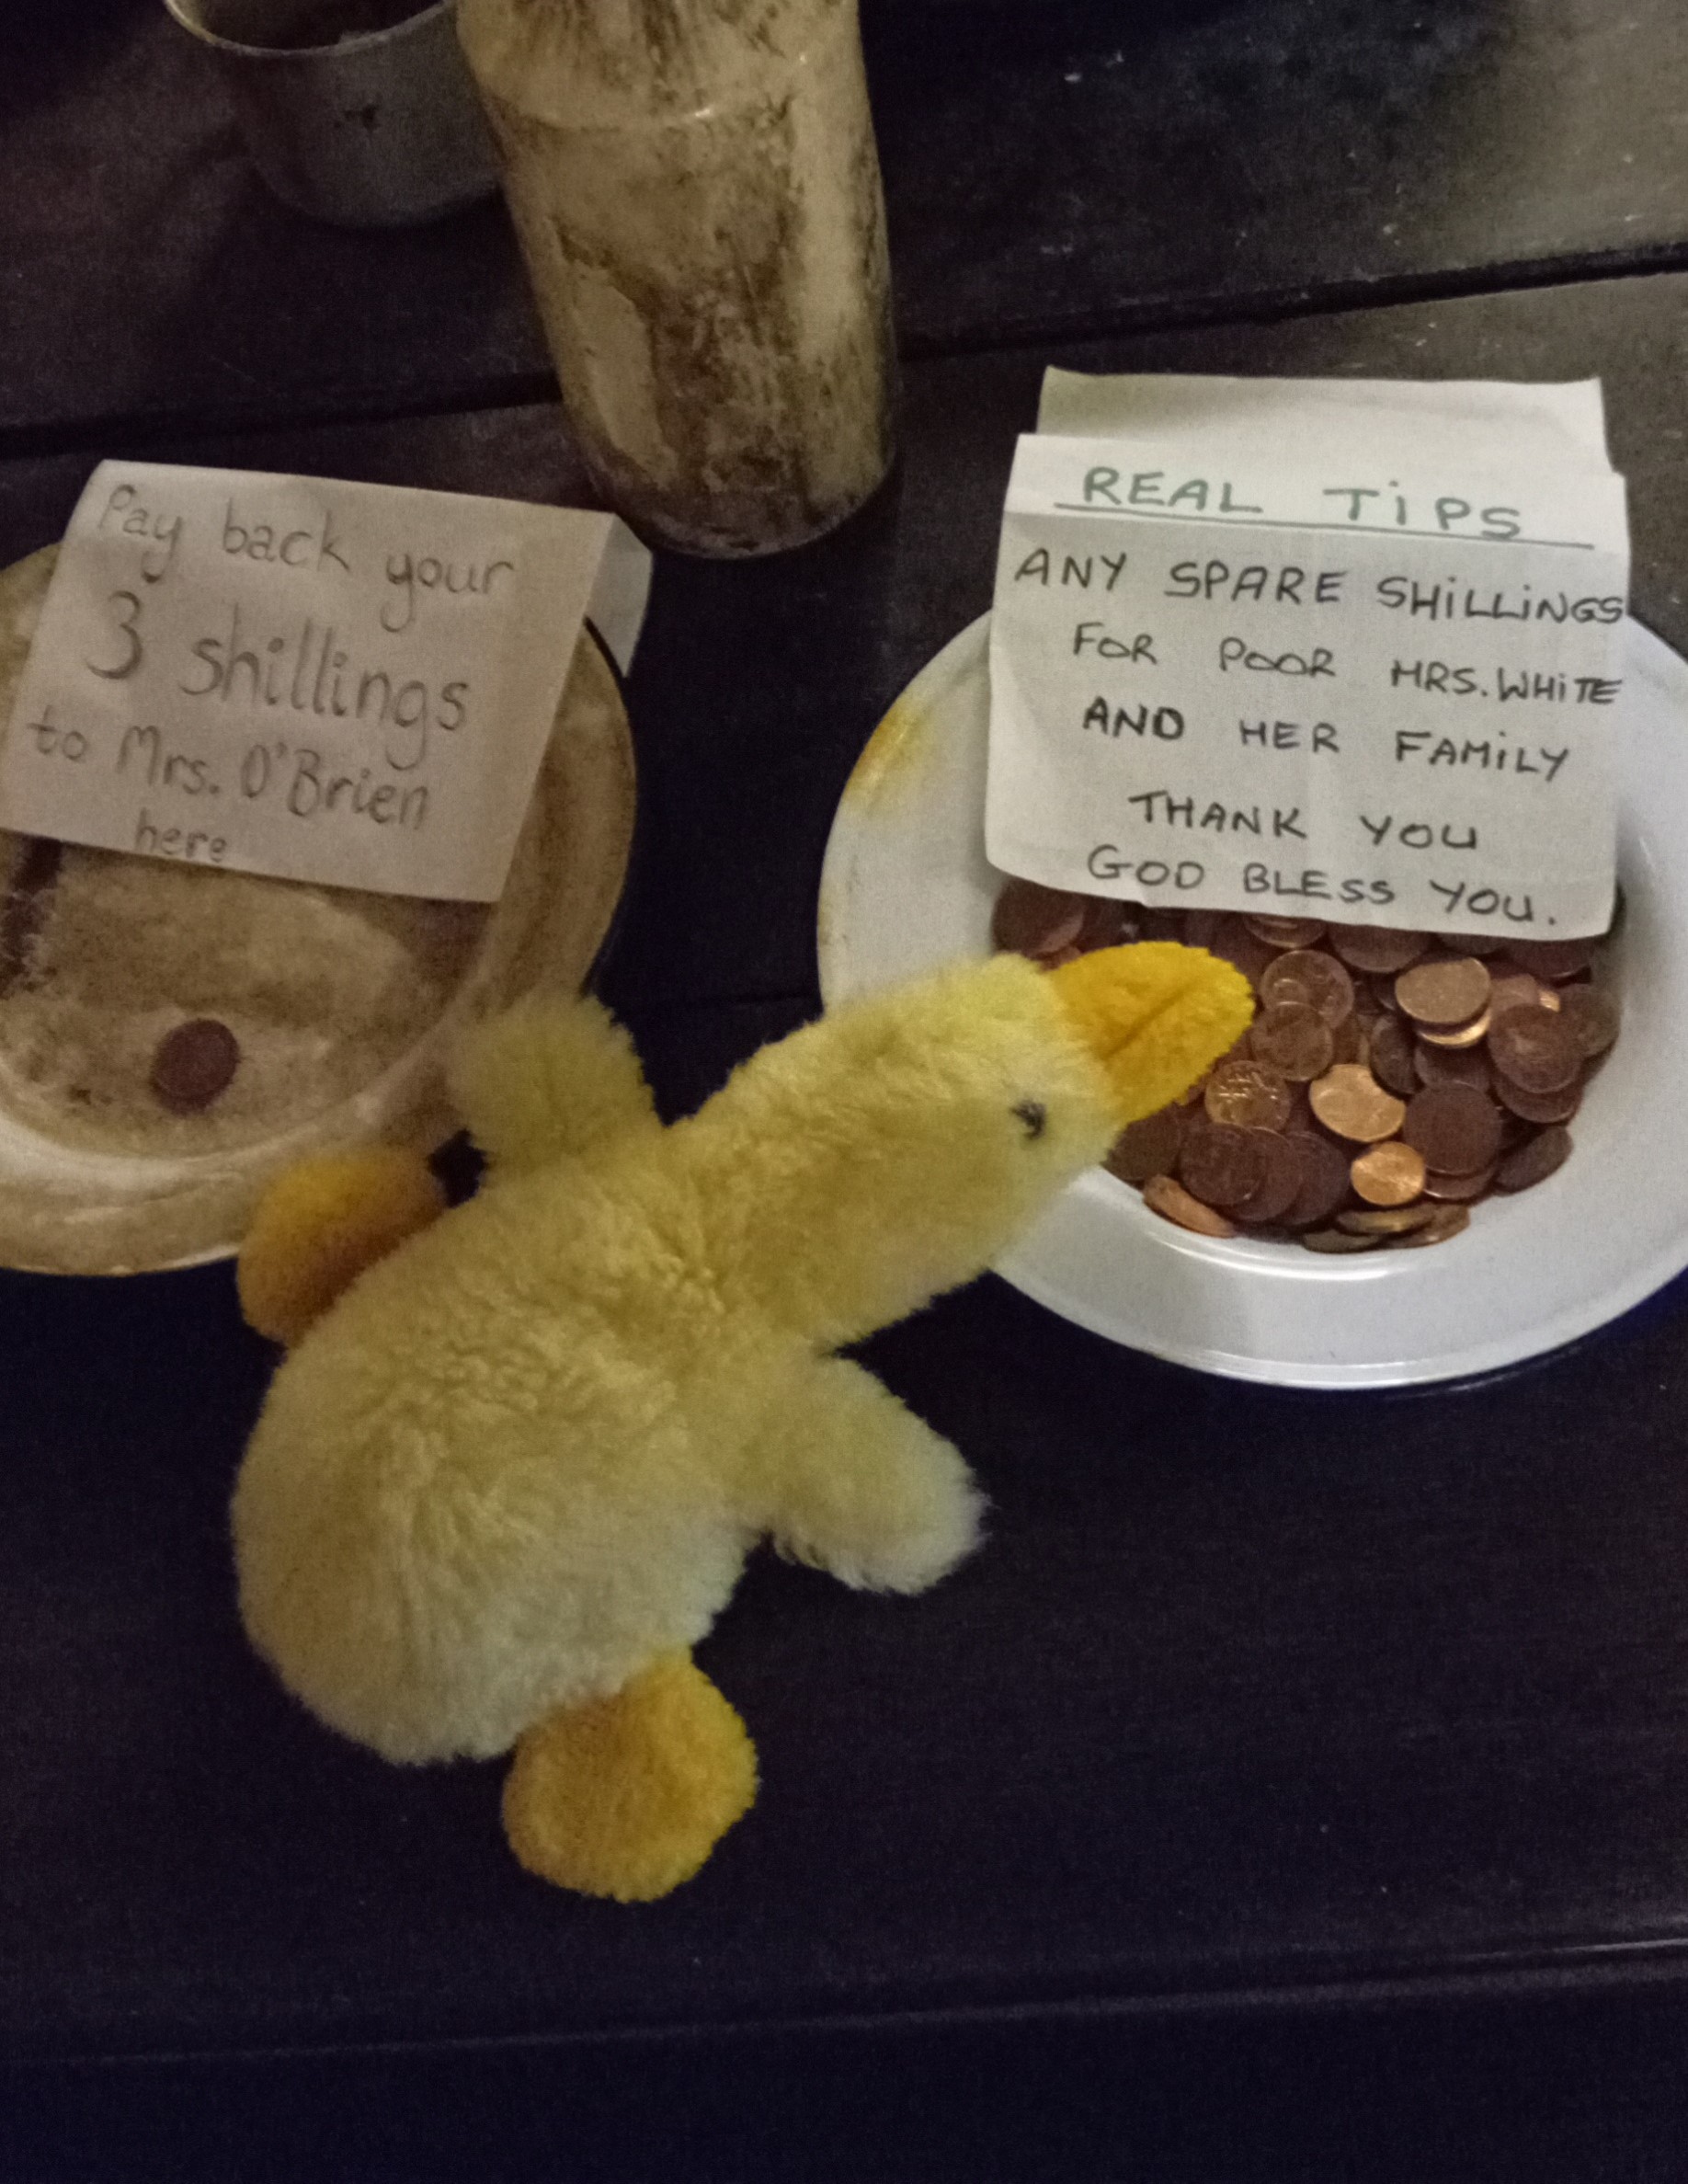 Pay back your
3 shillings
to Mrs. O'Brien
here
REAL TiPS
ANY SPARE SHiLLiNGS
FOR POOR MRS. WHiTE
AND HER FAMiLY
THANK YOU
GOD BLESS YOU.